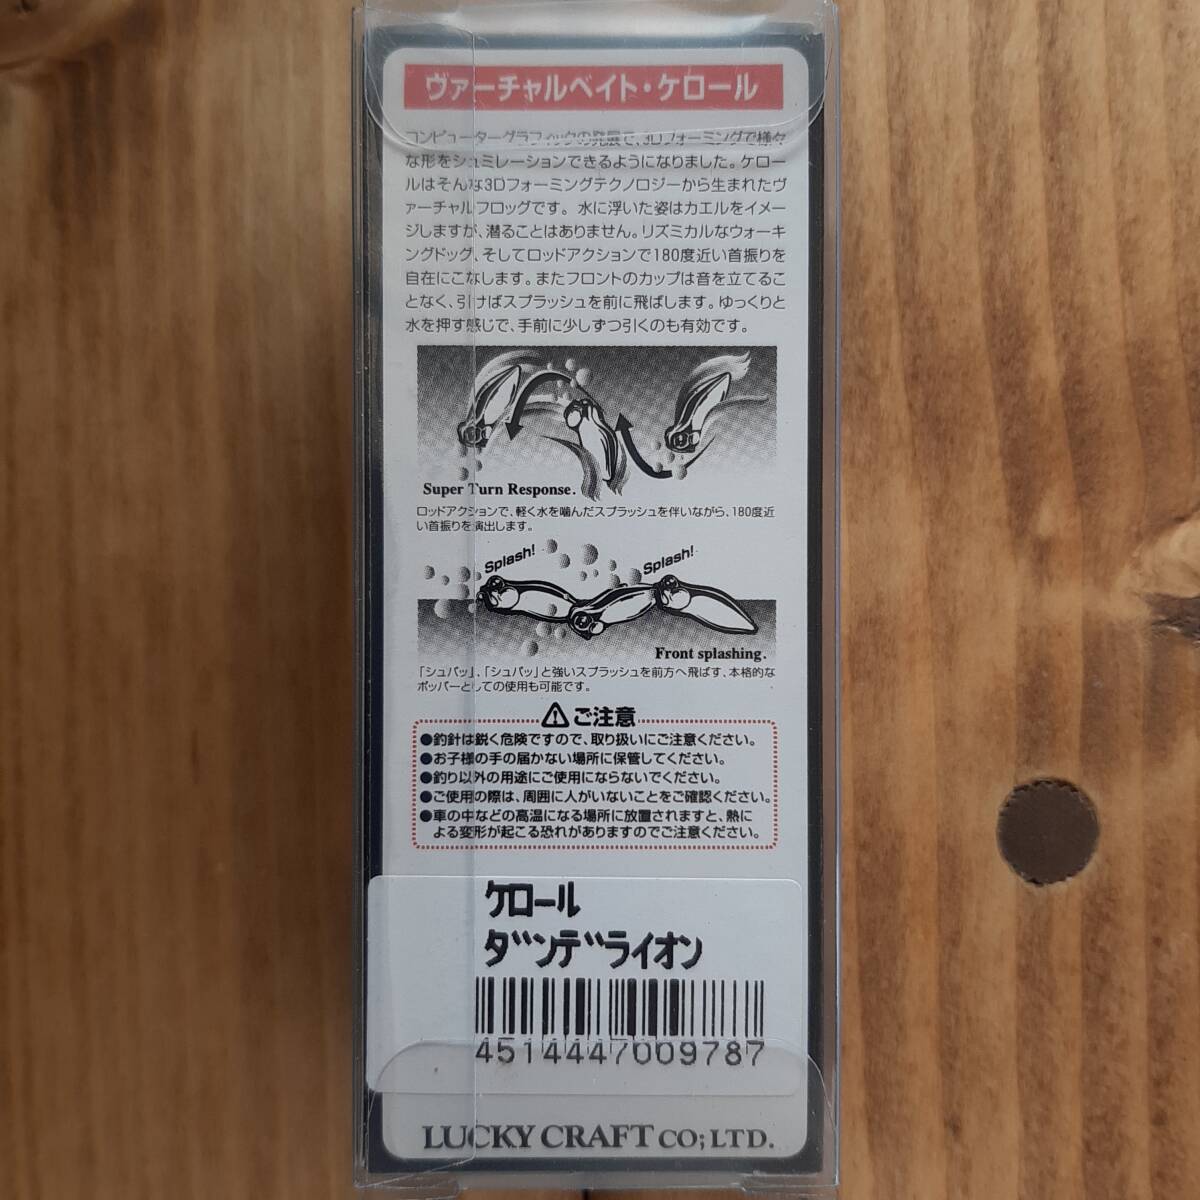 ヴァーチャルベイト・ケロール
コンピューターグラフィックの発展で、3Dフォーミングで様々
な形をシュミレーションできるようになりました。ケロ
ールはそんな3Dフォーミングテクノロジーから生まれたヴ
ァーチャルフロッグです。水に浮いた姿はカエルをイメー
ジしますが、潜ることはありません。リズミカルなウォーキ
ングドッグ、そしてロッドアクションで180度近い首振りを
自在にこなします。またフロントのカップは音を立てるこ
となく、引けばスプラッシュを前に飛ばします。ゆっくりと
水を押す感じで、手前に少しずつ引くのも有効です。
Super Turn Response.
ロッドアクションで、軽く水を噛んだスプラッシュを伴いながら、180度近
い首振りを演出します。
Splash!
Splash!
Front splashing.
「シュパッ」、「シュパッ」と強いスプラッシュを前方へ飛ばす、本格的な
ポッパーとしての使用も可能です。
⚠ご注意
●釣針は鋭く危険ですので、取り扱いにご注意ください。
●お子様の手の届かない場所に保管してください。
●釣り以外の用途にご使用にならないでください。
●ご使用の際は、周囲に人がいないことをご確認ください。
●車の中などの高温になる場所に放置されますと、熱に
よる変形が起こる恐れがありますのでご注意ください。
ケロール
ダンデライオン
4514447009787
LUCKY CRAFT CO;LTD.